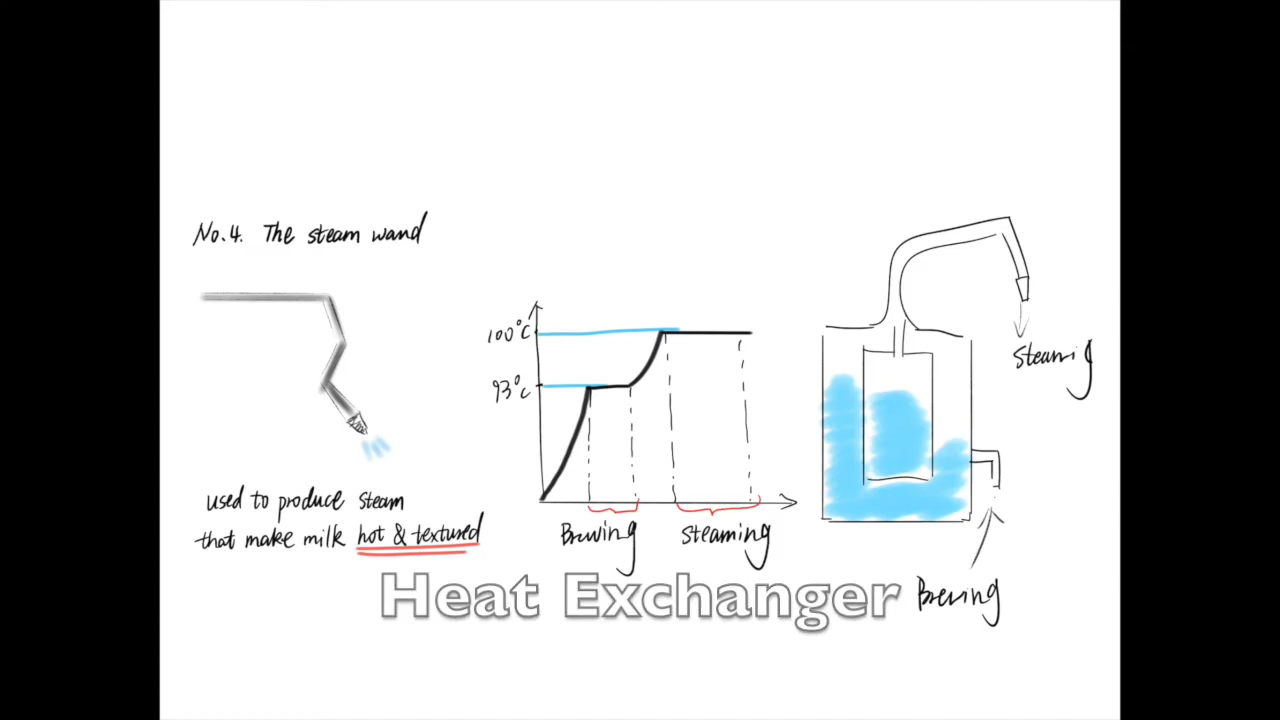 No.4. The steam wand
used to produce steam
that make milk hot & textured
100°C
93°C
Brewing
Steaming
Steaming
Brewing
Heat Exchanger